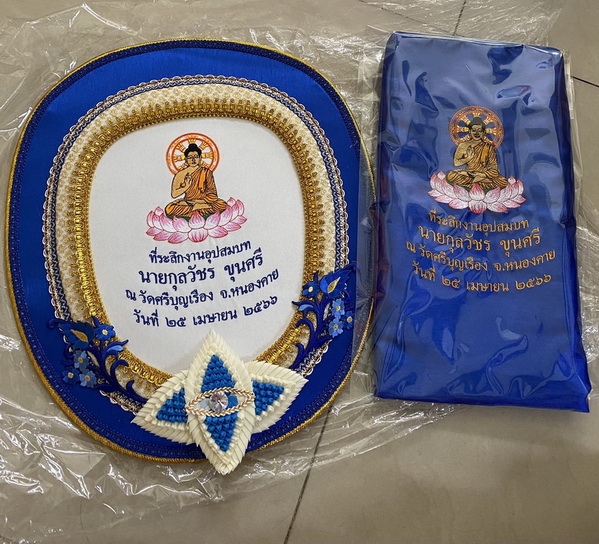 ที่ระลึกงานอุปสมบท
นายกุลวัชร ขุนศรี
ณ วัดศรีบุญเรือง จ.หนองคาย
วันที่ ๒๕ เมษายน ๒๕๖๖
ที่ระลึกงานอุปสมบท
นายกุลวัชร ขุนศรี
ณ วัดศรีบุญเรือง จ.หนองคาย
วันที่ ๒๕ เมษายน ๒๕๖๖